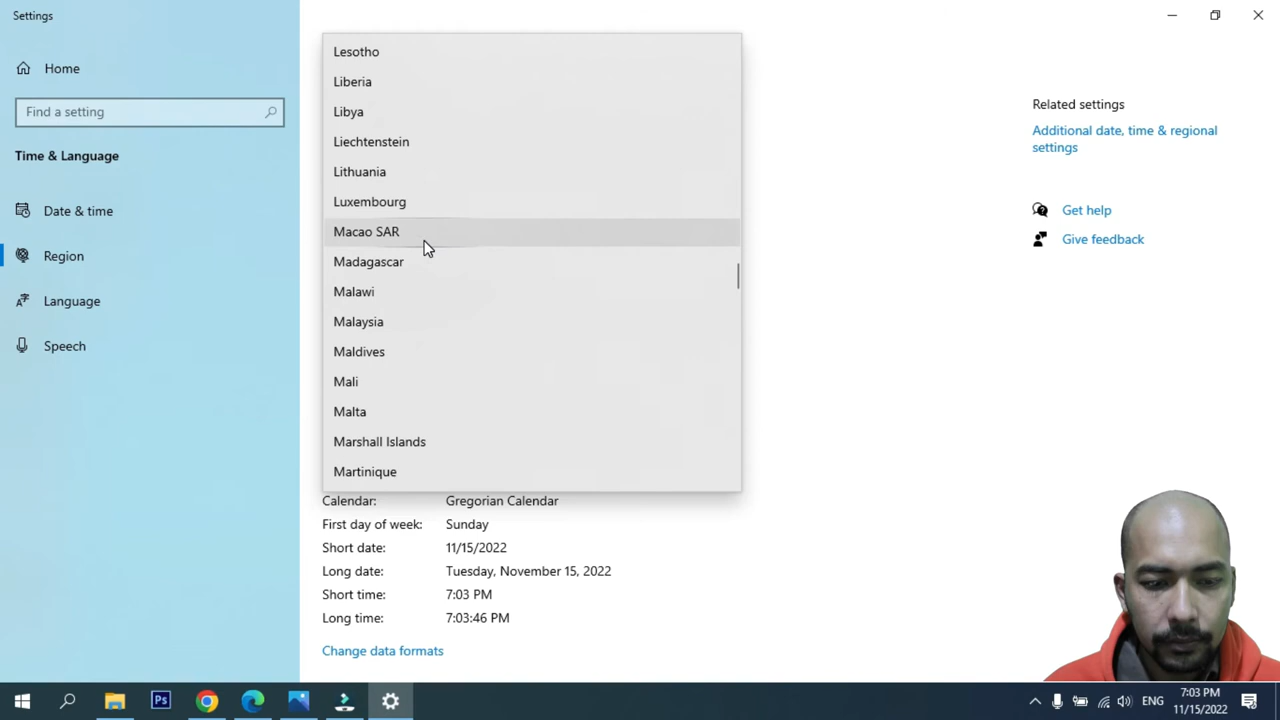 Settings
Home
Find a setting
Time & Language
Date & time
Region
Language
Speech
Lesotho
Liberia
Libya
Liechtenstein
Lithuania
Luxembourg
Macao SAR
Madagascar
Malawi
Malaysia
Maldives
Mali
Malta
Marshall Islands
Martinique
Calendar: Gregorian Calendar
First day of week: Sunday
Short date: 11/15/2022
Long date: Tuesday, November 15, 2022
Short time: 7:03 PM
Long time: 7:03:46 PM
Change data formats
Related settings
Additional date, time & regional
settings
Get help
Give feedback
Ps
ENG
7:03 PM
11/15/2022